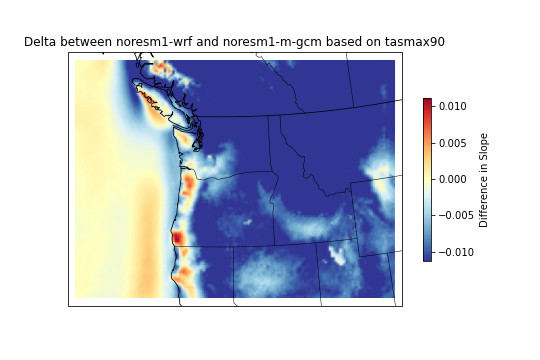 Delta between noresm1-wrf and noresm1-m-gcm based on tasmax90
0.010
0.005
0.000
−0.005
−0.010
Difference in Slope